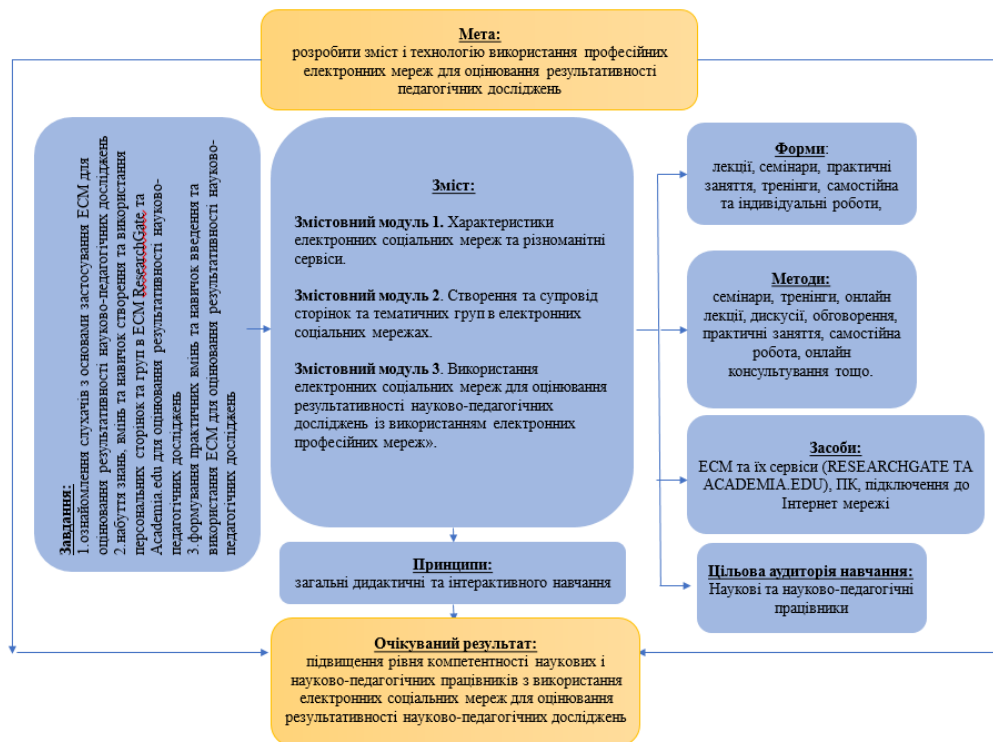 Мета:
розробити зміст і технологію використання професійних
електронних мереж для оцінювання результативності
педагогічних досліджень
Завдання:
1.ознайомлення слухачів з основами застосування ЕСМ для
оцінювання результативності науково-педагогічних досліджень
2.набуття знань, вмінь та навичок створення та використання
персональних сторінок та груп в ЕСМ ResearchGate та
Academia.edu для оцінювання результативності науково-
педагогічних досліджень
3.формування практичних вмінь та навичок введення та
використання ЕСМ для оцінювання результативності науково-
педагогічних досліджень
Зміст:
Змістовний модуль 1. Характеристики
електронних соціальних мереж та різноманітні
сервіси.
Змістовний модуль 2. Створення та супровід
сторінок та тематичних груп в електронних
соціальних мережах.
Змістовний модуль 3. Використання
електронних соціальних мереж для оцінювання
результативності науково-педагогічних
досліджень із використанням електронних
професійних мереж».
Форми:
лекції, семінари, практичні
заняття, тренінги, самостійна
та індивідуальні роботи,
Методи:
семінари, тренінги, онлайн
лекції, дискусії, обговорення,
практичні заняття, самостійна
робота, онлайн
консультування тощо.
Засоби:
ЕСМ та їх сервіси (RESEARCHGATE ТА
ACADEMIA.EDU), ПК, підключення до
Інтернет мережі
Цільова аудиторія навчання:
Наукові та науково-педагогічні
працівники
Принципи:
загальні дидактичні та інтерактивного навчання
Очікуваний результат:
підвищення рівня компетентності наукових і
науково-педагогічних працівників з використання
електронних соціальних мереж для оцінювання
результативності науково-педагогічних досліджень